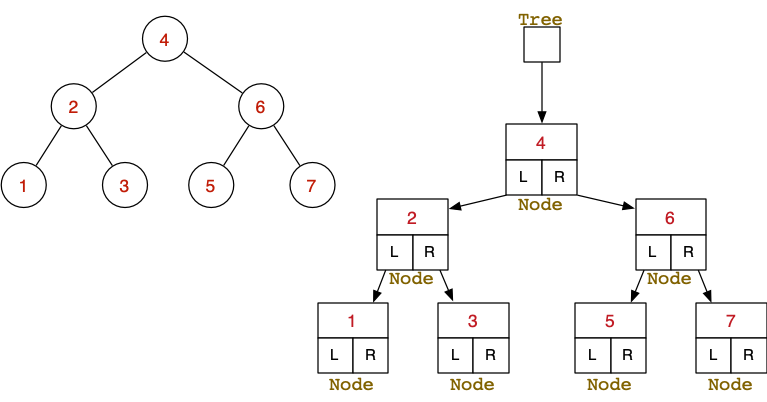 4
2 6
1 3 5 7
Tree
4
L R
Node
2 6
L R L R
Node Node
1 3 5 7
L R L R L R L R
Node Node Node Node